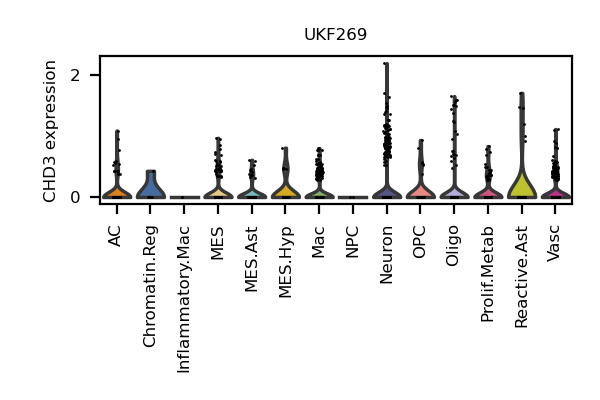 UKF269
CHD3 expression
2
0
AC
Chromatin.Reg
Inflammatory.Mac
MES
MES.Ast
MES.Hyp
Mac
NPC
Neuron
OPC
Oligo
Prolif.Metab
Reactive.Ast
Vasc